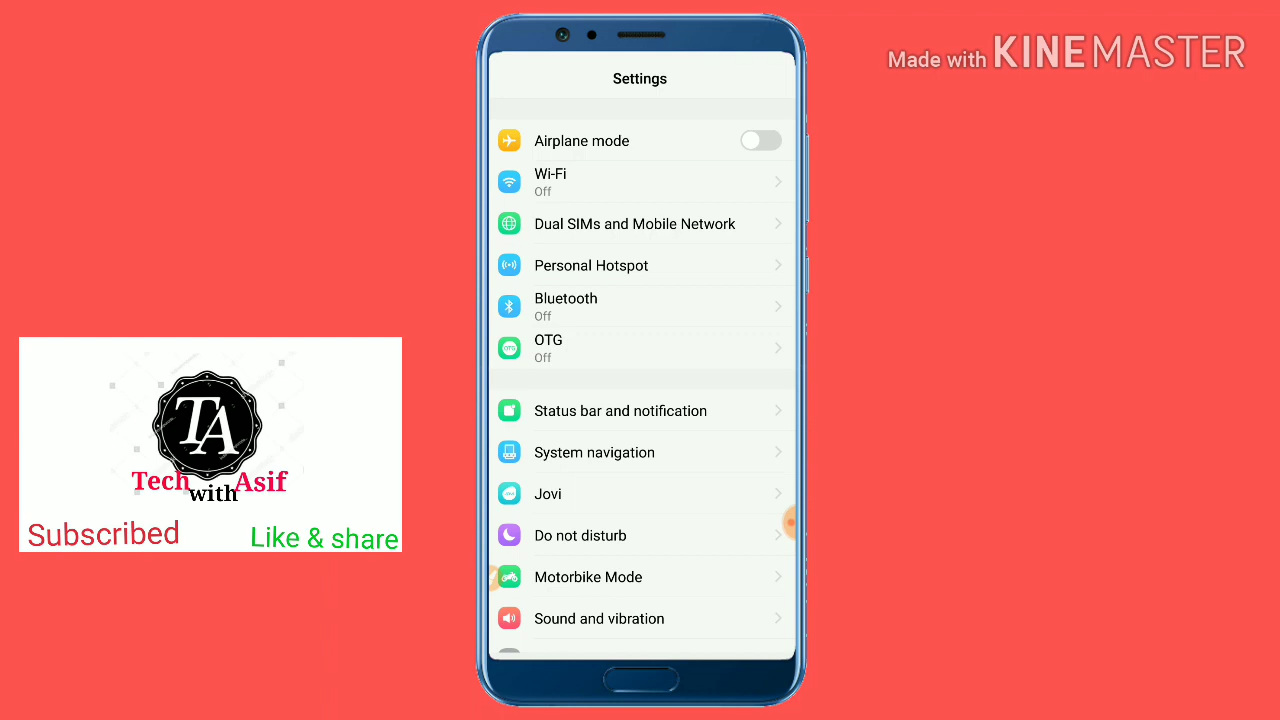 Made with KINEMASTER
Settings
Airplane mode
Wi-Fi
Off
Dual SIMs and Mobile Network
Personal Hotspot
Bluetooth
Off
OTG
Off
Status bar and notification
System navigation
Jovi
Do not disturb
Motorbike Mode
Sound and vibration
TA
Tech with Asif
Subscribed
Like & share